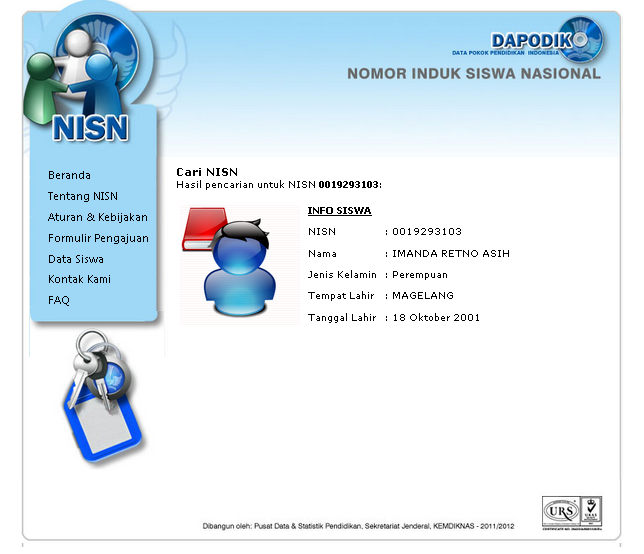 DAPODIK
DATA POKOK PENDIDIKAN INDONESIA
NOMOR INDUK SISWA NASIONAL
NISN
Beranda
Tentang NISN
Aturan & Kebijakan
Formulir Pengajuan
Data Siswa
Kontak Kami
FAQ
Cari NISN
Hasil pencarian untuk NISN 0019293103:
INFO SISWA
NISN : 0019293103
Nama : IMANDA RETNO ASIH
Jenis Kelamin : Perempuan
Tempat Lahir : MAGELANG
Tanggal Lahir : 18 Oktober 2001
Dibangun oleh: Pusat Data & Statistik Pendidikan, Sekretariat Jenderal, KEMDIKNAS - 2011/2012
URS
UKAS